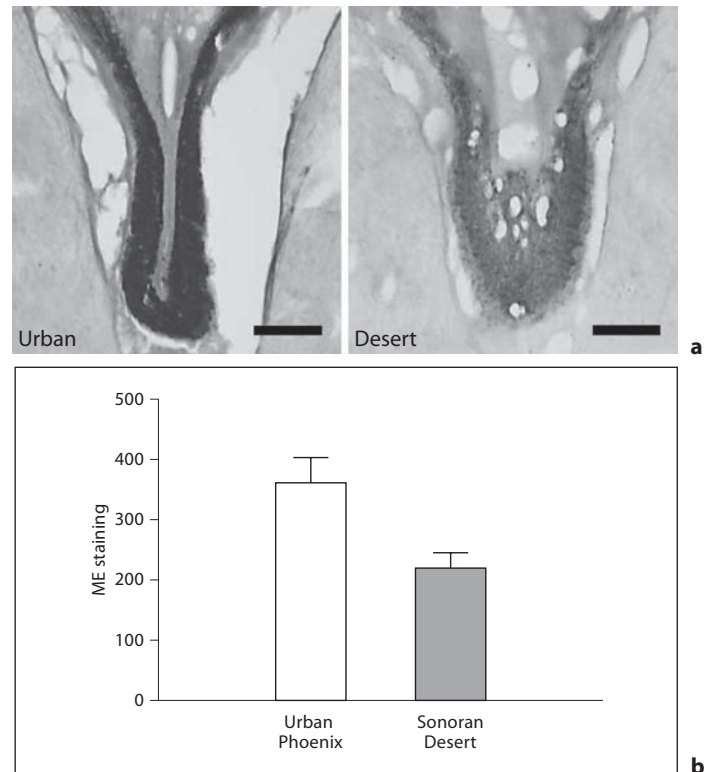 Urban
Desert
a
500
400
300
200
100
0
ME staining
Urban
Phoenix
Sonoran
Desert
b